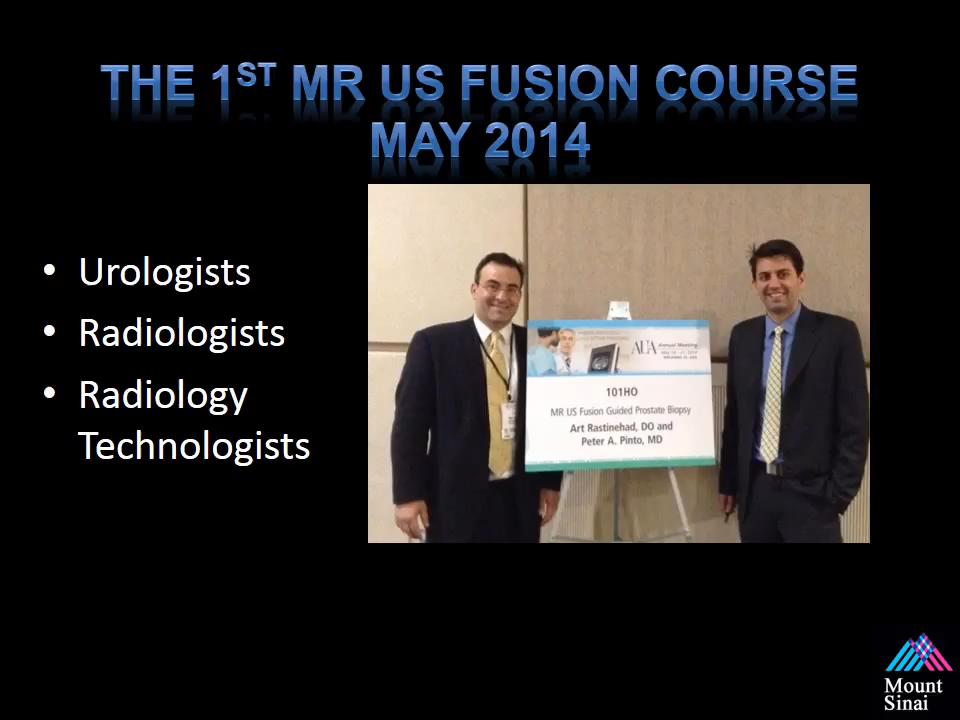 THE 1ST MR US FUSION COURSE
MAY 2014
• Urologists
• Radiologists
• Radiology
Technologists
AUA Annual Meeting
101HO
MR US Fusion Guided Prostate Biopsy
Art Rastinehad, DO and
Peter A. Pinto, MD
Mount
Sinai